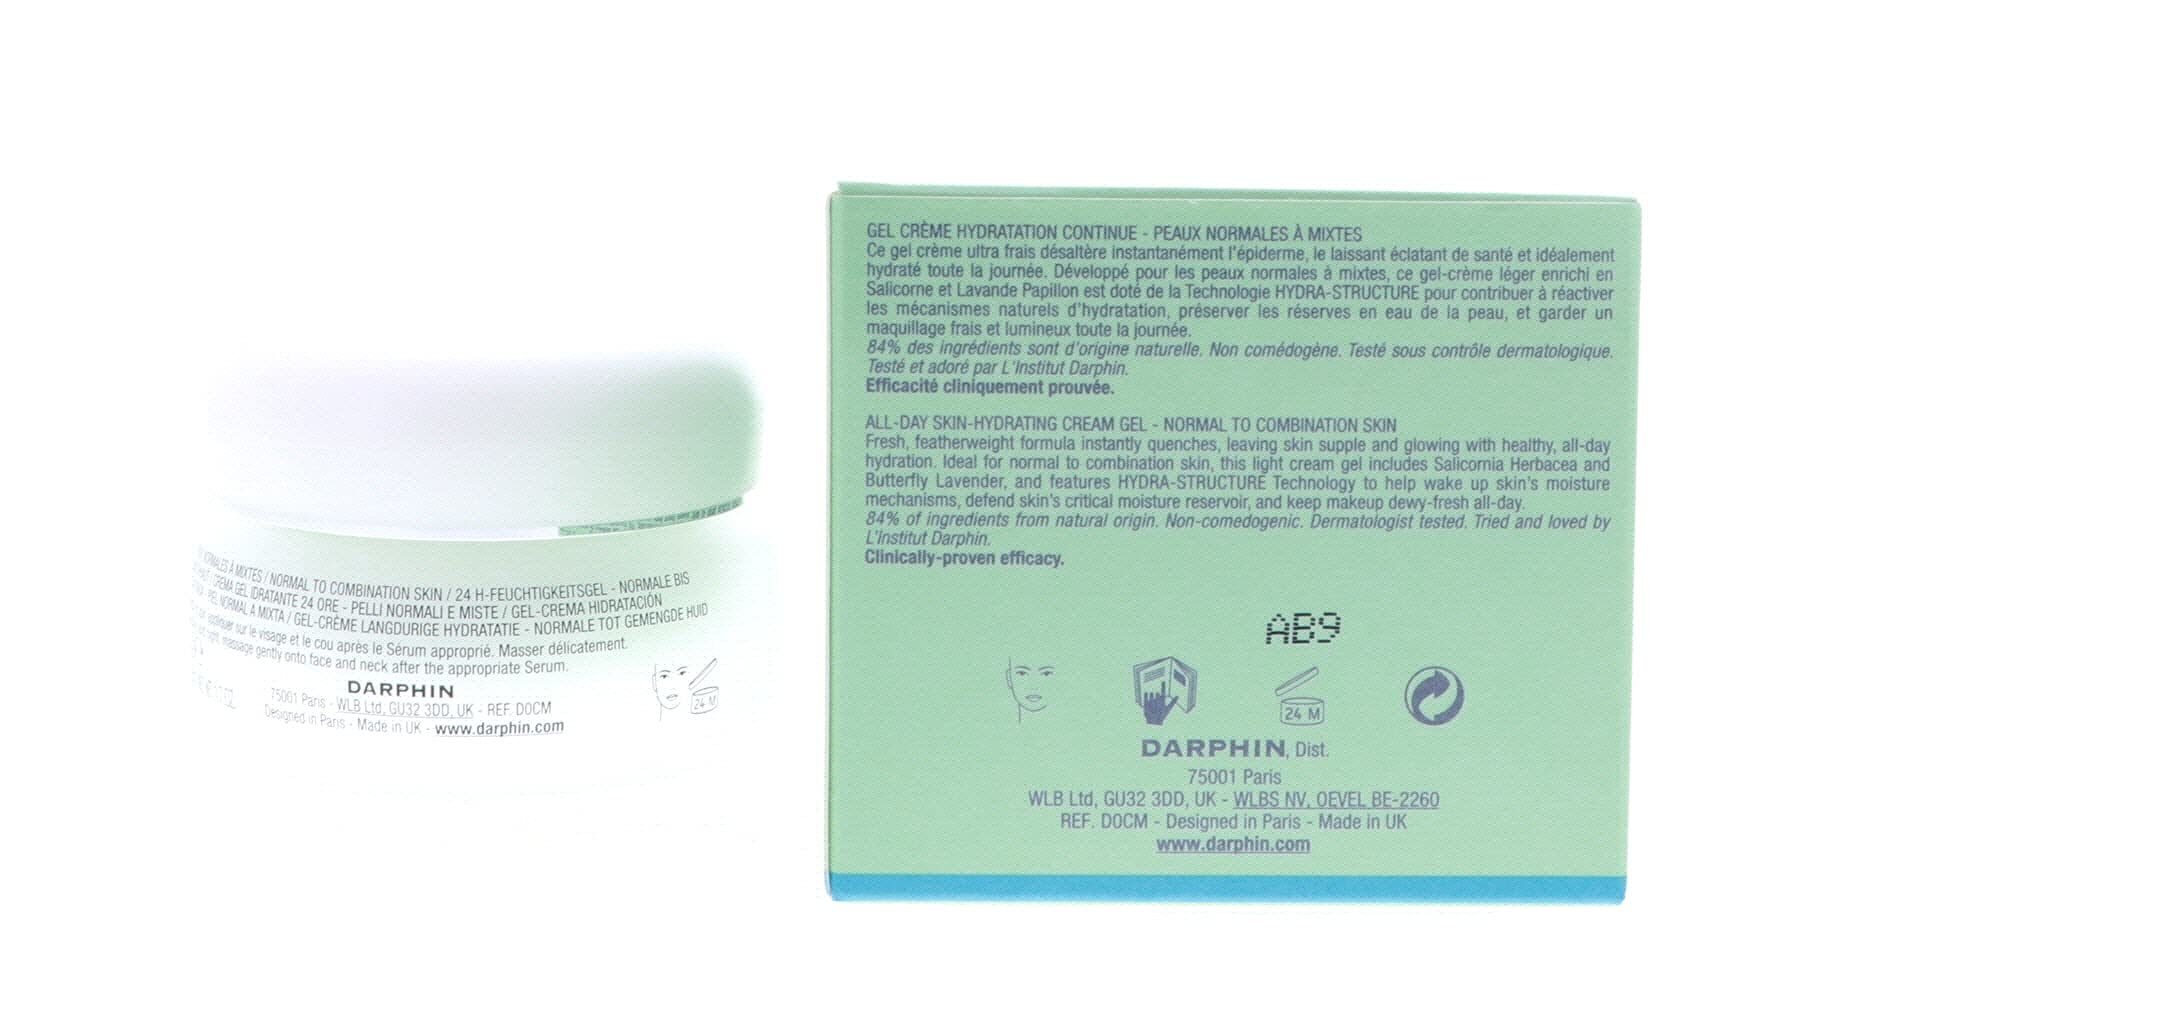 NORMALES À MIXTES / NORMAL TO COMBINATION SKIN / 24 H-FEUCHTIGKEITSGEL - NORMALE BIS
CREMA GEL IDRATANTE 24 ORE - PELLI NORMALI E MISTE / GEL-CREMA HIDRATACIÓN
PIEL NORMAL A MIXTA / GEL-CRÈME LANGDURIGE HYDRATATIE - NORMALE TOT GEMENGDE HUID
appliquer sur le visage et le cou après le Sérum approprié. Masser délicatement.
massage gently onto face and neck after the appropriate Serum.
DARPHIN
75001 Paris - WLB Ltd, GU32 3DD, UK - REF. D0CM
Designed in Paris - Made in UK - www.darphin.com
24 M
GEL CRÈME HYDRATATION CONTINUE - PEAUX NORMALES À MIXTES
Ce gel crème ultra frais désaltère instantanément l'épiderme, le laissant éclatant de santé et idéalement
hydraté toute la journée. Développé pour les peaux normales à mixtes, ce gel-crème léger enrichi en
Salicorne et Lavande Papillon est doté de la Technologie HYDRA-STRUCTURE pour contribuer à réactiver
les mécanismes naturels d'hydratation, préserver les réserves en eau de la peau, et garder un
maquillage frais et lumineux toute la journée.
84% des ingrédients sont d'origine naturelle. Non comédogène. Testé sous contrôle dermatologique.
Testé et adoré par L'Institut Darphin.
Efficacité cliniquement prouvée.
ALL-DAY SKIN-HYDRATING CREAM GEL - NORMAL TO COMBINATION SKIN
Fresh, featherweight formula instantly quenches, leaving skin supple and glowing with healthy, all-day
hydration. Ideal for normal to combination skin, this light cream gel includes Salicornia Herbacea and
Butterfly Lavender, and features HYDRA-STRUCTURE Technology to help wake up skin's moisture
mechanisms, defend skin's critical moisture reservoir, and keep makeup dewy-fresh all-day.
84% of ingredients from natural origin. Non-comedogenic. Dermatologist tested. Tried and loved by
L'Institut Darphin.
Clinically-proven efficacy.
AB9
24 M
DARPHIN, Dist.
75001 Paris
WLB Ltd, GU32 3DD, UK - WLBS NV, OEVEL BE-2260
REF. D0CM - Designed in Paris - Made in UK
www.darphin.com